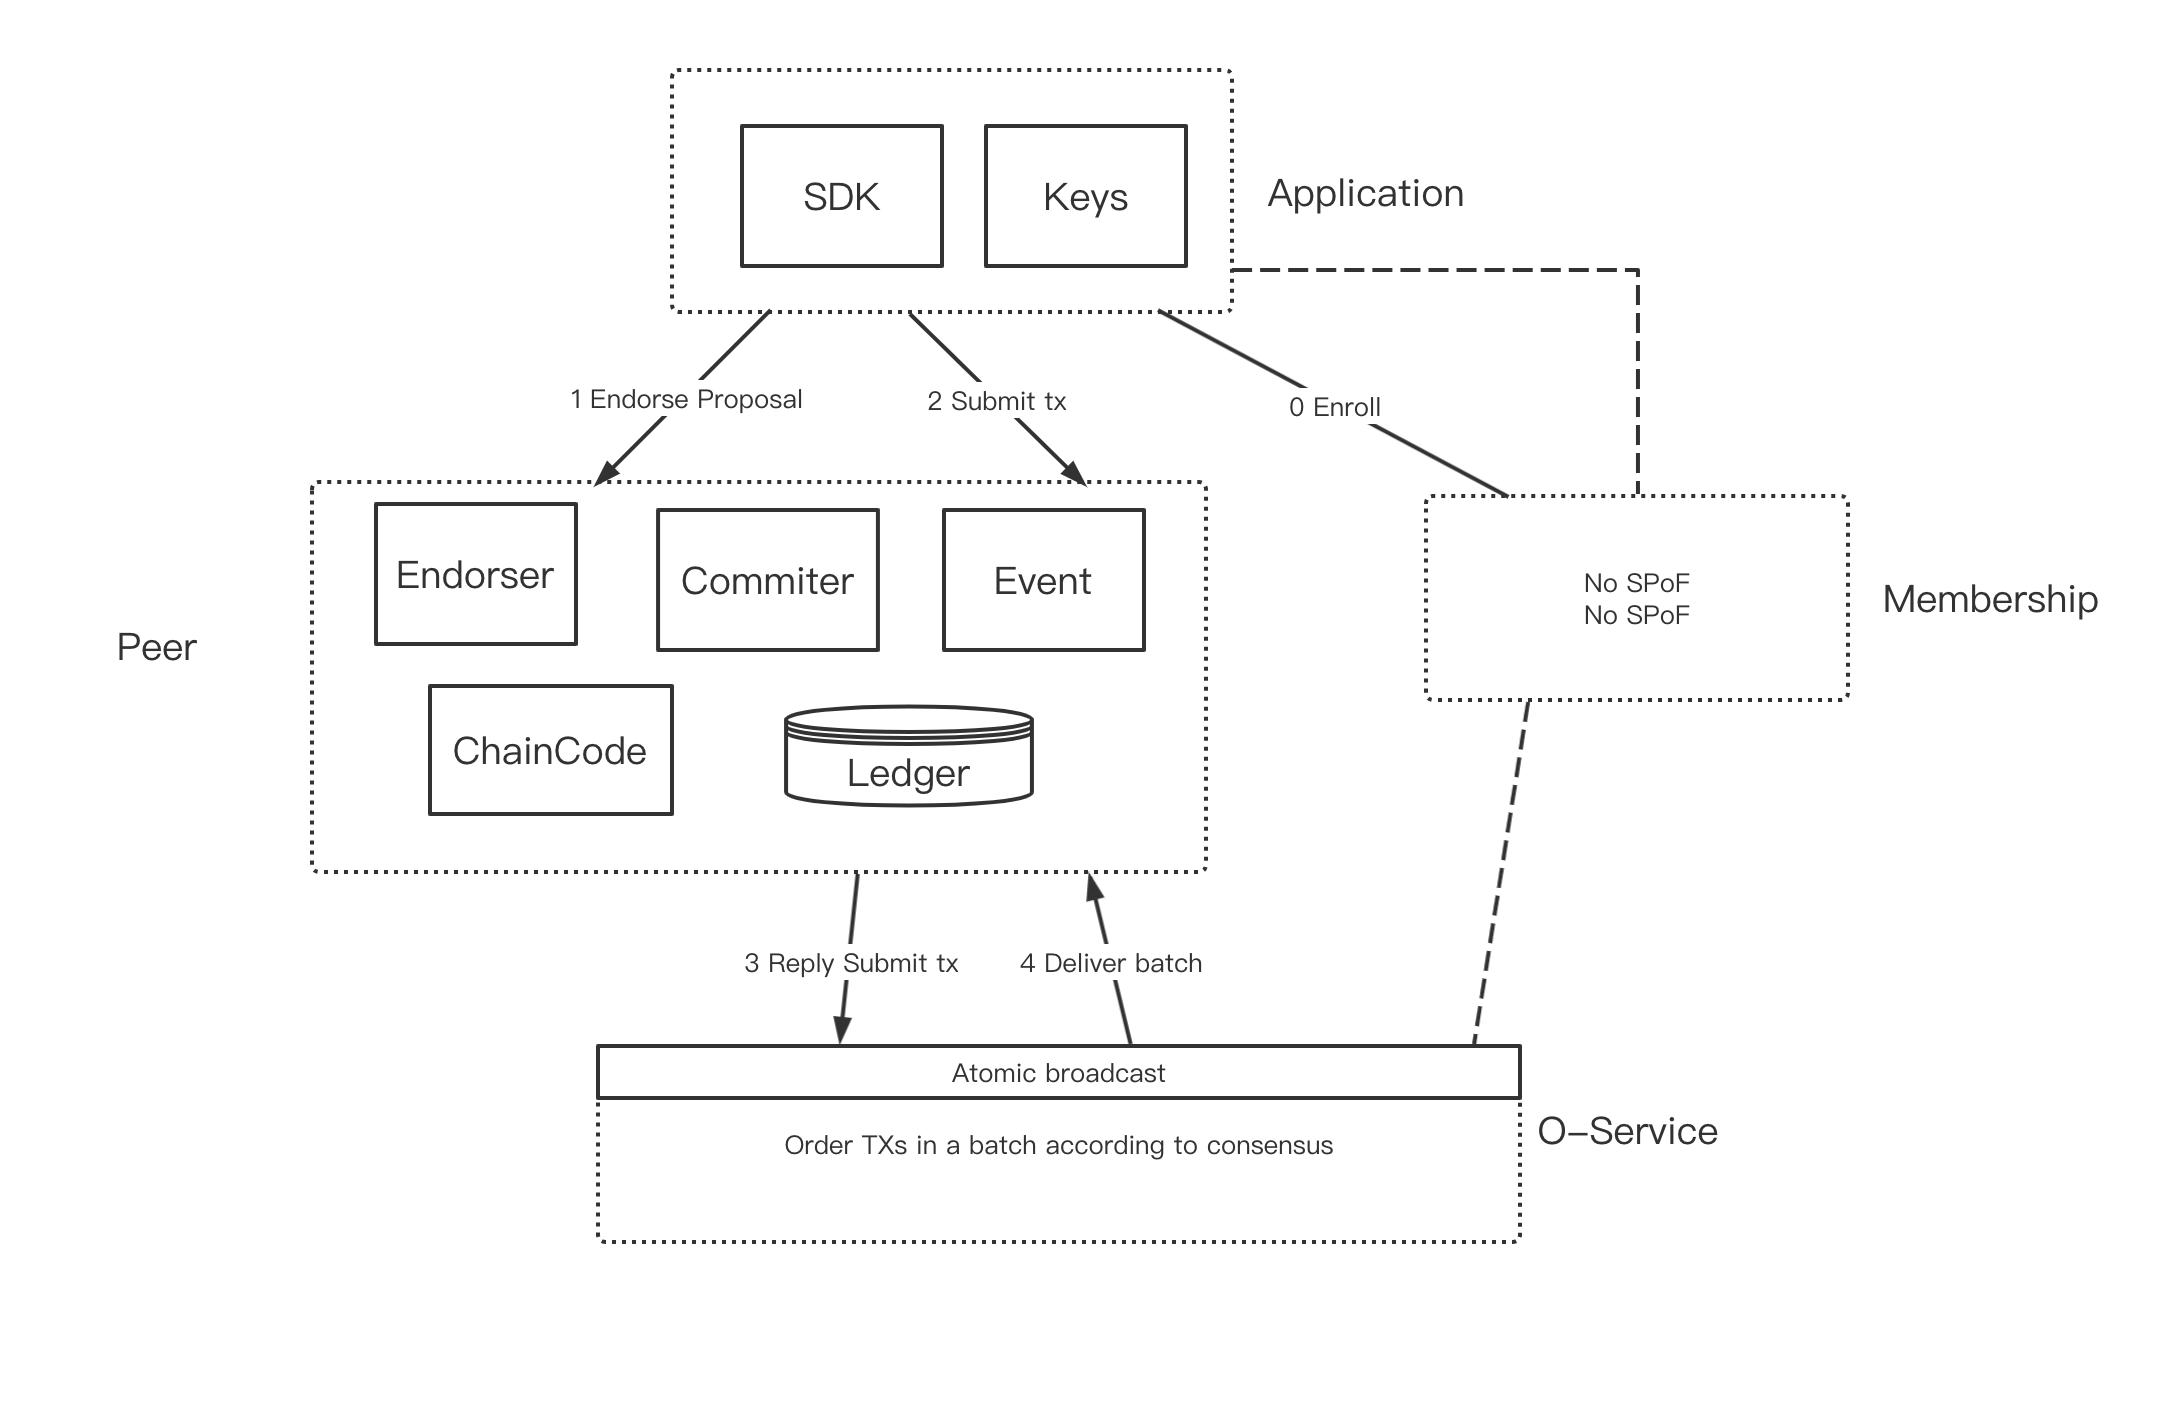 SDK
Keys
Application
1 Endorse Proposal
2 Submit tx
0 Enroll
Peer
Endorser
Commiter
Event
ChainCode
Ledger
No SPoF
No SPoF
Membership
3 Reply Submit tx
4 Deliver batch
Atomic broadcast
Order TXs in a batch according to consensus
O-Service